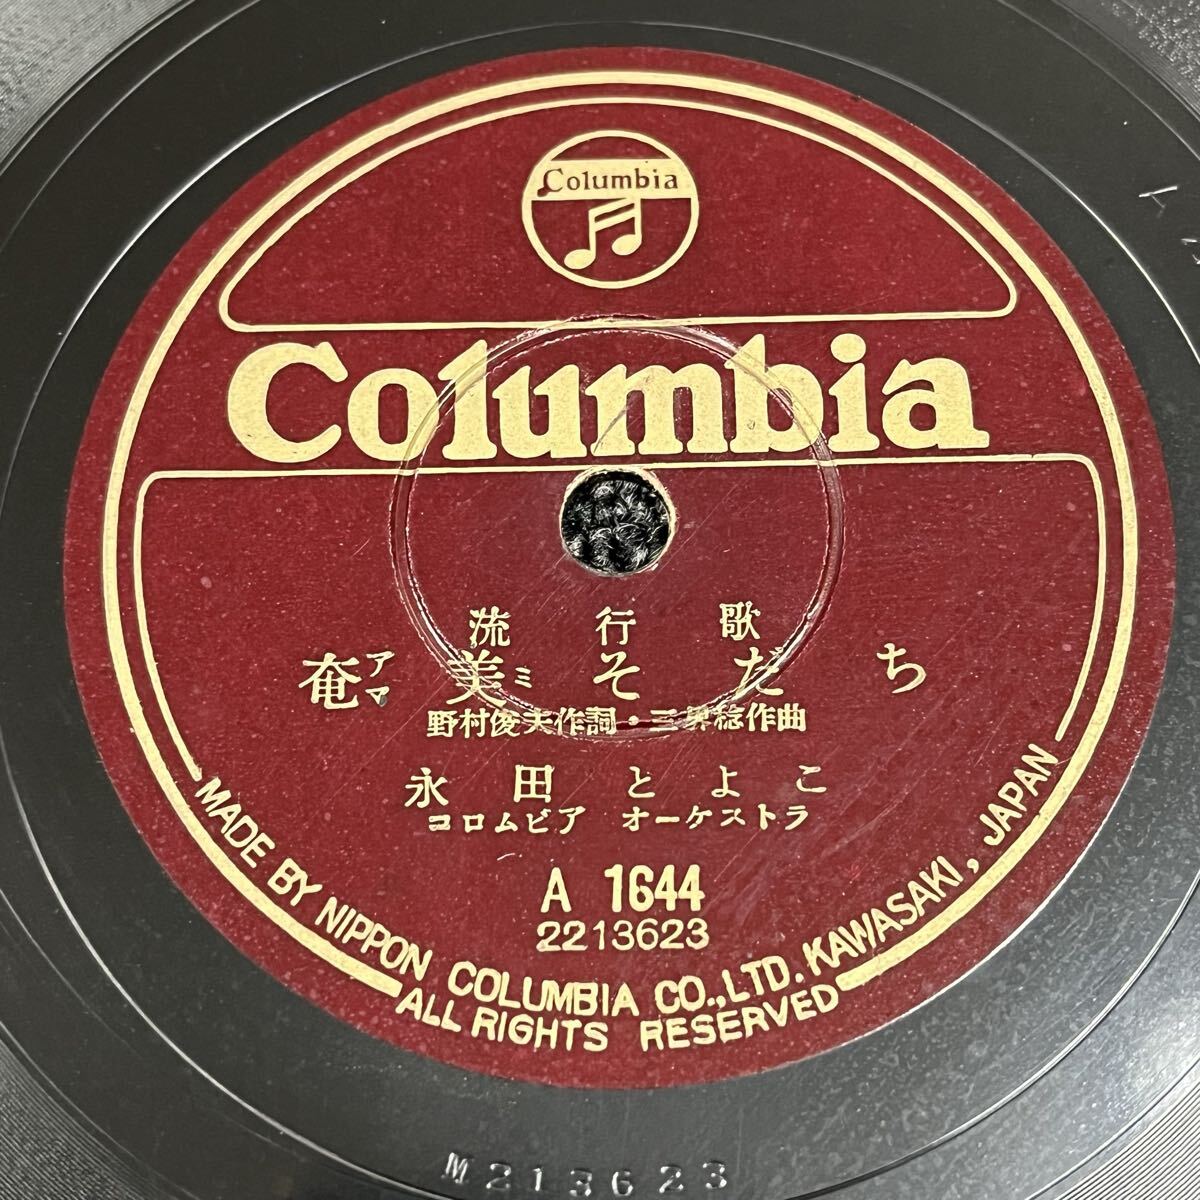 Columbia
Columbia
流行歌
奄アマ美ミそだち
野村俊夫作詞・三界稔作曲
永田とよこ
コロムビア オーケストラ
A 1644
2213623
MADE BY NIPPON COLUMBIA CO., LTD. KAWASAKI, JAPAN
ALL RIGHTS RESERVED
M213623